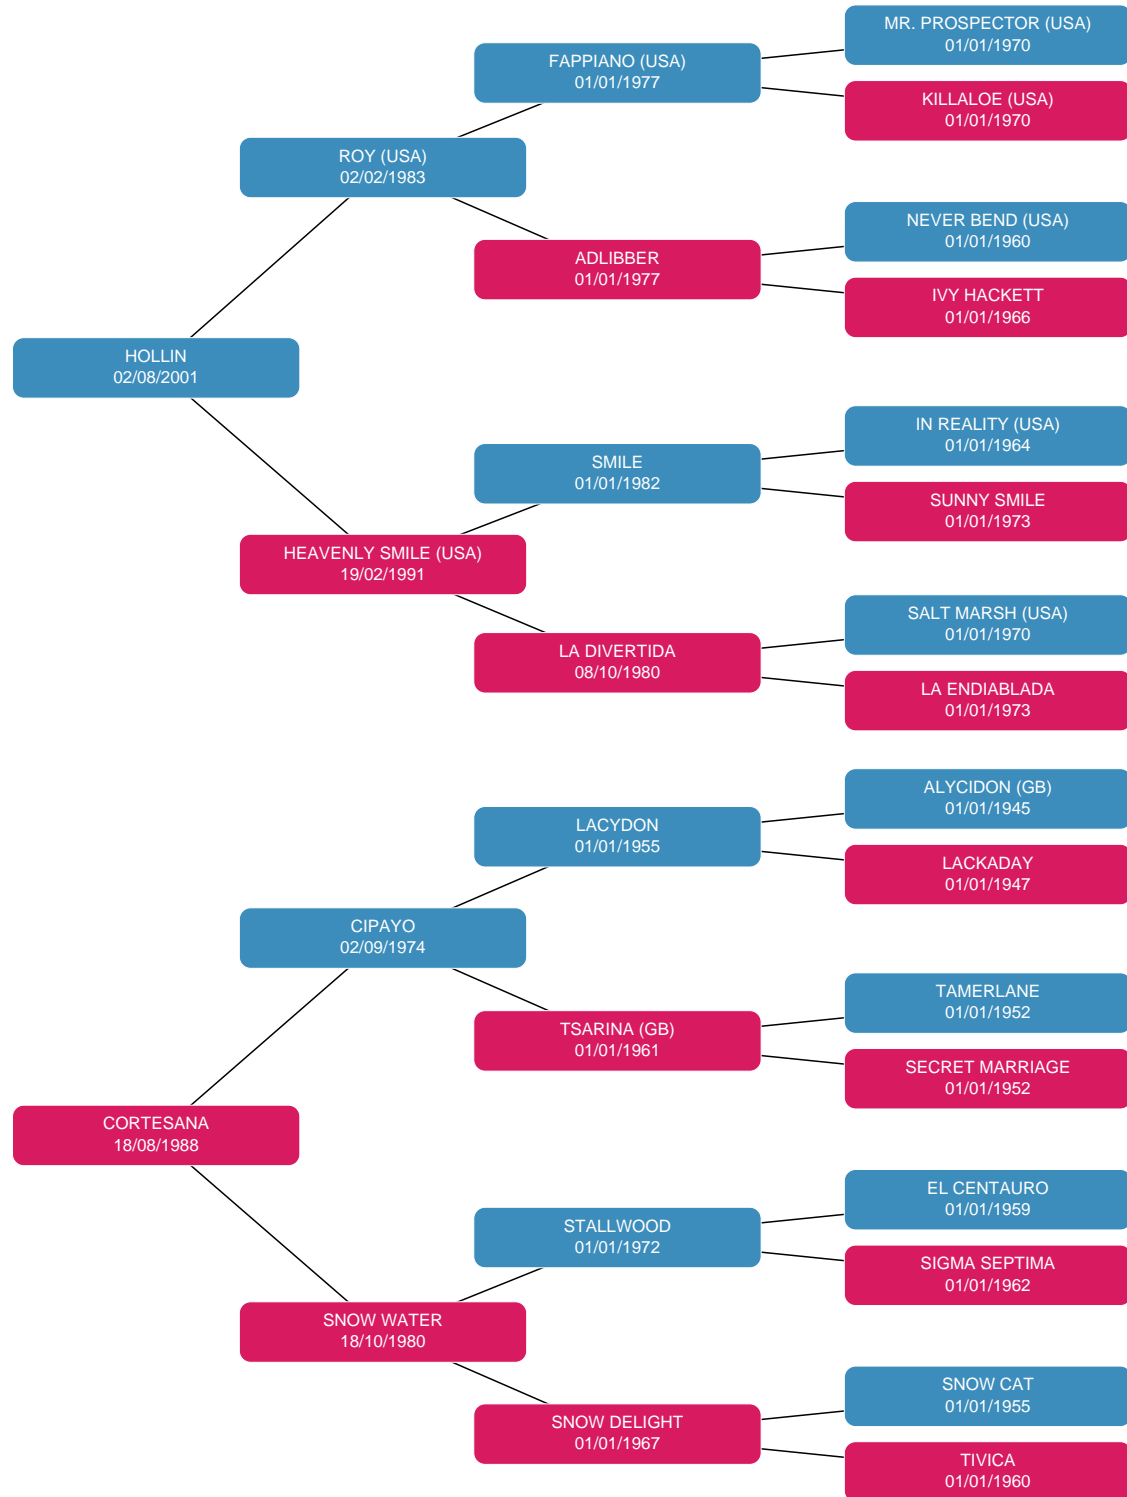 MR. PROSPECTOR (USA)
01/01/1970
FAPPIANO (USA)
01/01/1977
KILLALOE (USA)
01/01/1970
ROY (USA)
02/02/1983
NEVER BEND (USA)
01/01/1960
ADLIBBER
01/01/1977
IVY HACKETT
01/01/1966
HOLLIN
02/08/2001
IN REALITY (USA)
01/01/1964
SMILE
01/01/1982
SUNNY SMILE
01/01/1973
HEAVENLY SMILE (USA)
19/02/1991
SALT MARSH (USA)
01/01/1970
LA DIVERTIDA
08/10/1980
LA ENDIABLADA
01/01/1973
ALYCIDON (GB)
01/01/1945
LACYDON
01/01/1955
LACKADAY
01/01/1947
CIPAYO
02/09/1974
TAMERLANE
01/01/1952
TSARINA (GB)
01/01/1961
SECRET MARRIAGE
01/01/1952
CORTESANA
18/08/1988
EL CENTAURO
01/01/1959
STALLWOOD
01/01/1972
SIGMA SEPTIMA
01/01/1962
SNOW WATER
18/10/1980
SNOW CAT
01/01/1955
SNOW DELIGHT
01/01/1967
TIVICA
01/01/1960